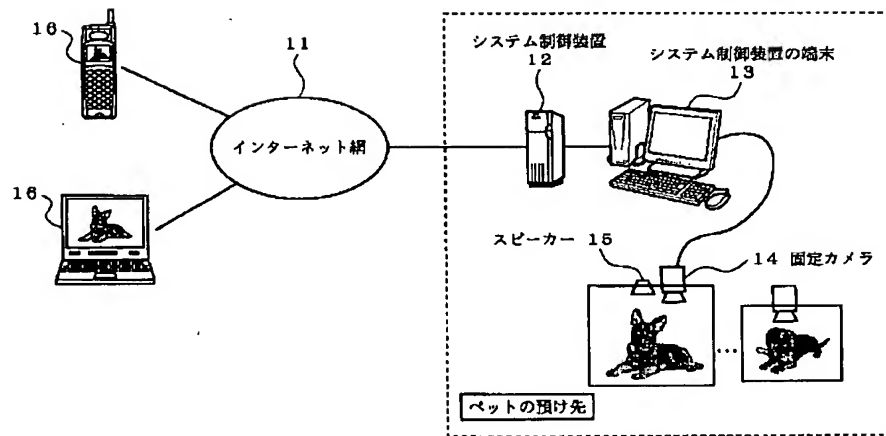 16
11
インターネット網
16
システム制御装置
12
システム制御装置の端末
13
スピーカー 15
14 固定カメラ
...
ペットの預け先